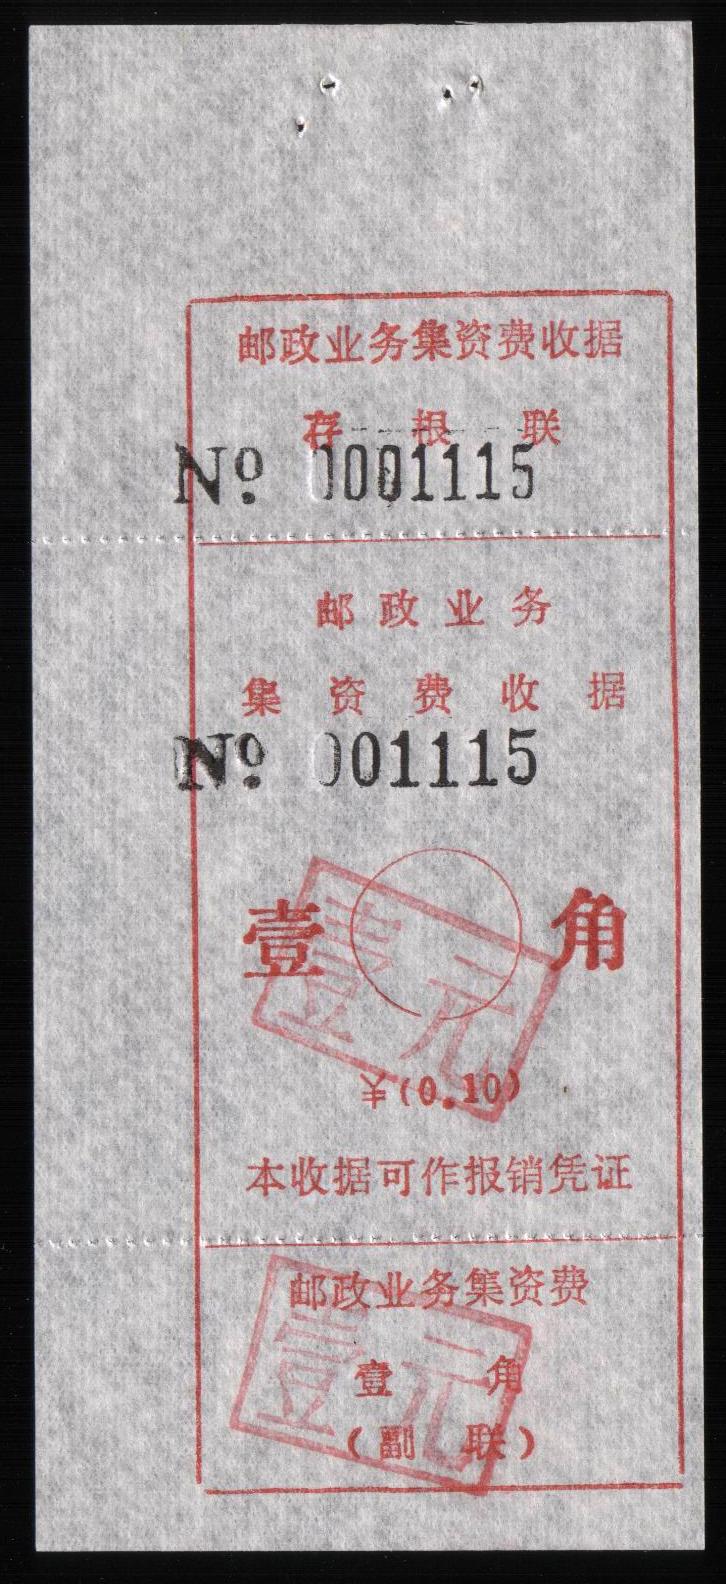 邮政业务集资费收据
存根联
№ 0001115
邮政业务
集资费收据
№ 001115
壹角
壹元
¥(0.10)
本收据可作报销凭证
邮政业务集资费
壹角
壹元
(副联)